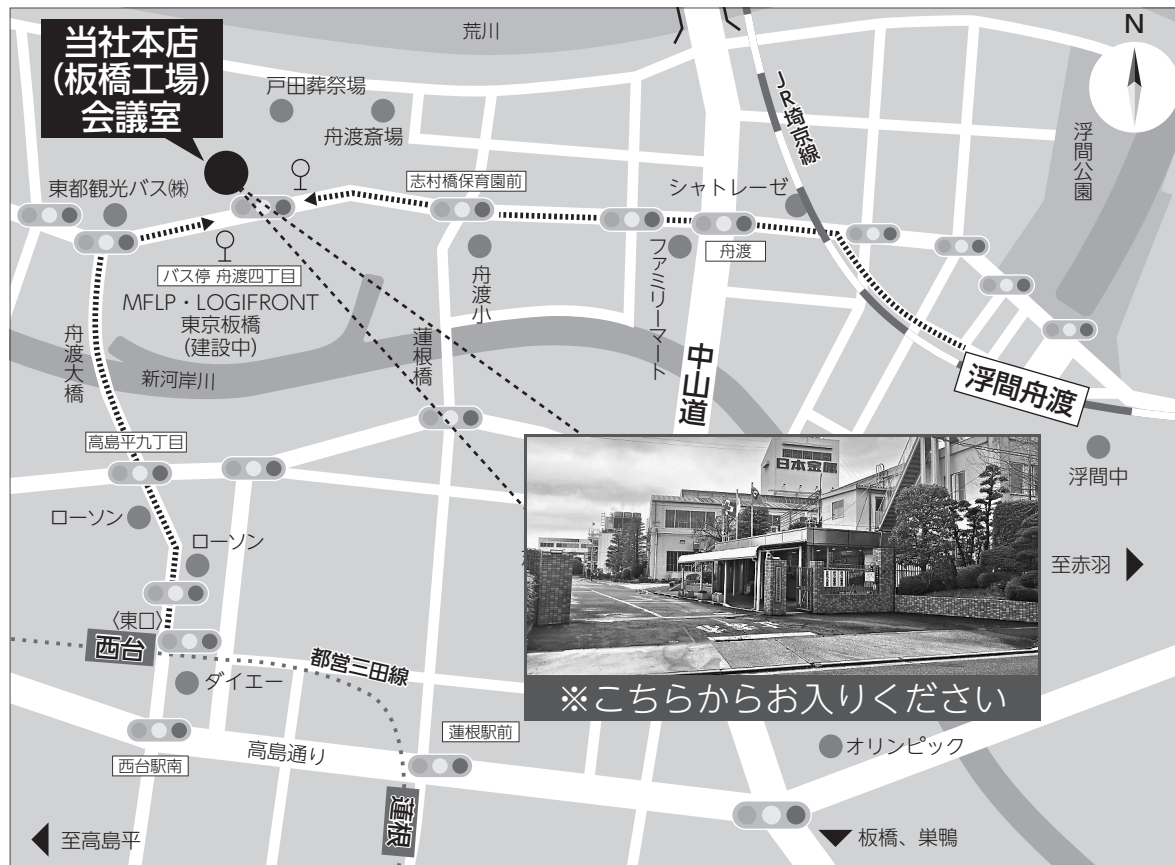 当社本店
(板橋工場)
会議室
荒川
N
戸田葬祭場
舟渡斎場
JR埼京線
浮間公園
東都観光バス㈱
志村橋保育園前
シャトレーゼ
舟渡
ファミリーマート
バス停 舟渡四丁目
MFLP・LOGIFRONT
東京板橋
(建設中)
舟渡小
舟渡大橋
蓮根橋
新河岸川
中山道
浮間舟渡
高島平九丁目
浮間中
日本金属
ローソン
ローソン
至赤羽
〈東口〉
西台
都営三田線
ダイエー
※こちらからお入りください
西台駅南
高島通り
蓮根駅前
オリンピック
蓮根
至高島平
板橋、巣鴨